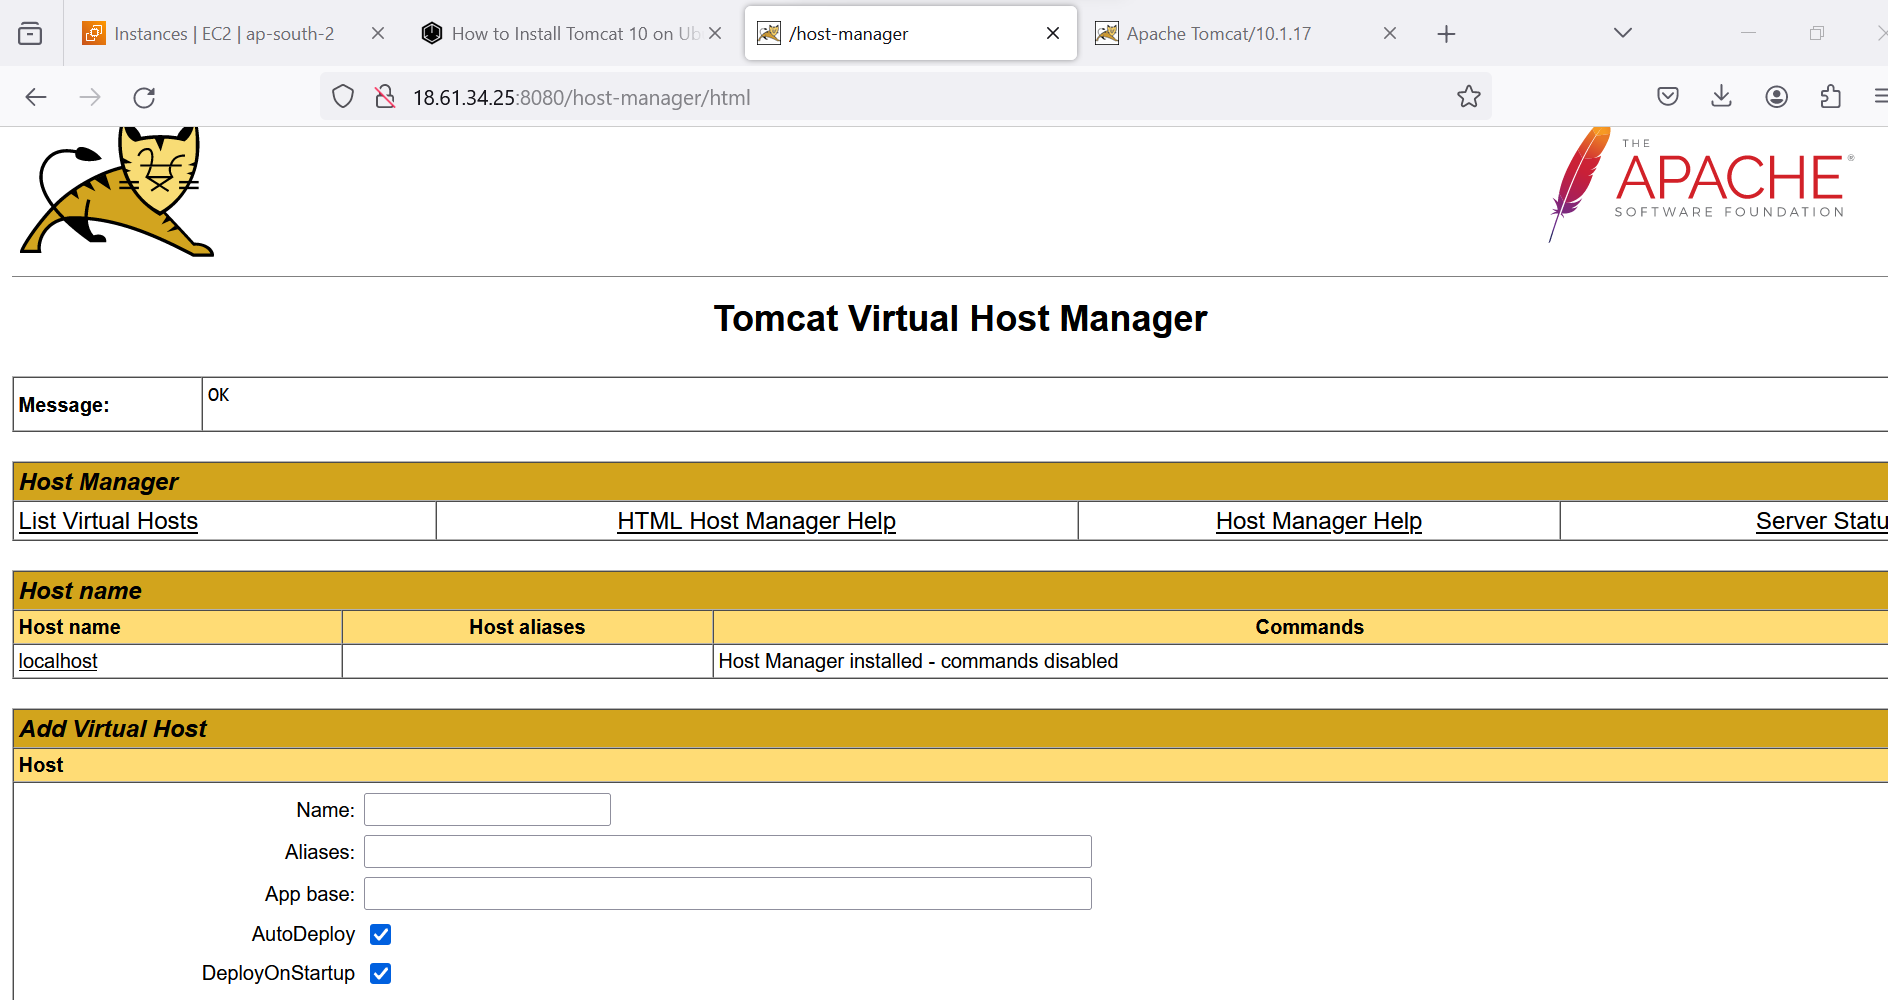 Instances | EC2 | ap-south-2
How to Install Tomcat 10 on Ub
/host-manager
Apache Tomcat/10.1.17
18.61.34.25:8080/host-manager/html
THE
APACHE®
SOFTWARE FOUNDATION
Tomcat Virtual Host Manager
Message: OK
Host Manager
List Virtual Hosts HTML Host Manager Help Host Manager Help Server Statu
Host name
Host name Host aliases Commands
localhost Host Manager installed - commands disabled
Add Virtual Host
Host
Name:
Aliases:
App base:
AutoDeploy
DeployOnStartup